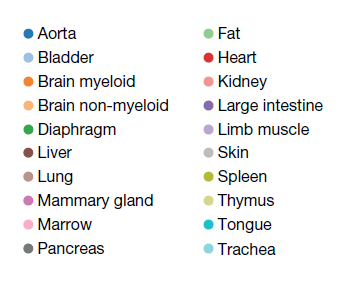 Aorta
Bladder
Brain myeloid
Brain non-myeloid
Diaphragm
Liver
Lung
Mammary gland
Marrow
Pancreas
Fat
Heart
Kidney
Large intestine
Limb muscle
Skin
Spleen
Thymus
Tongue
Trachea